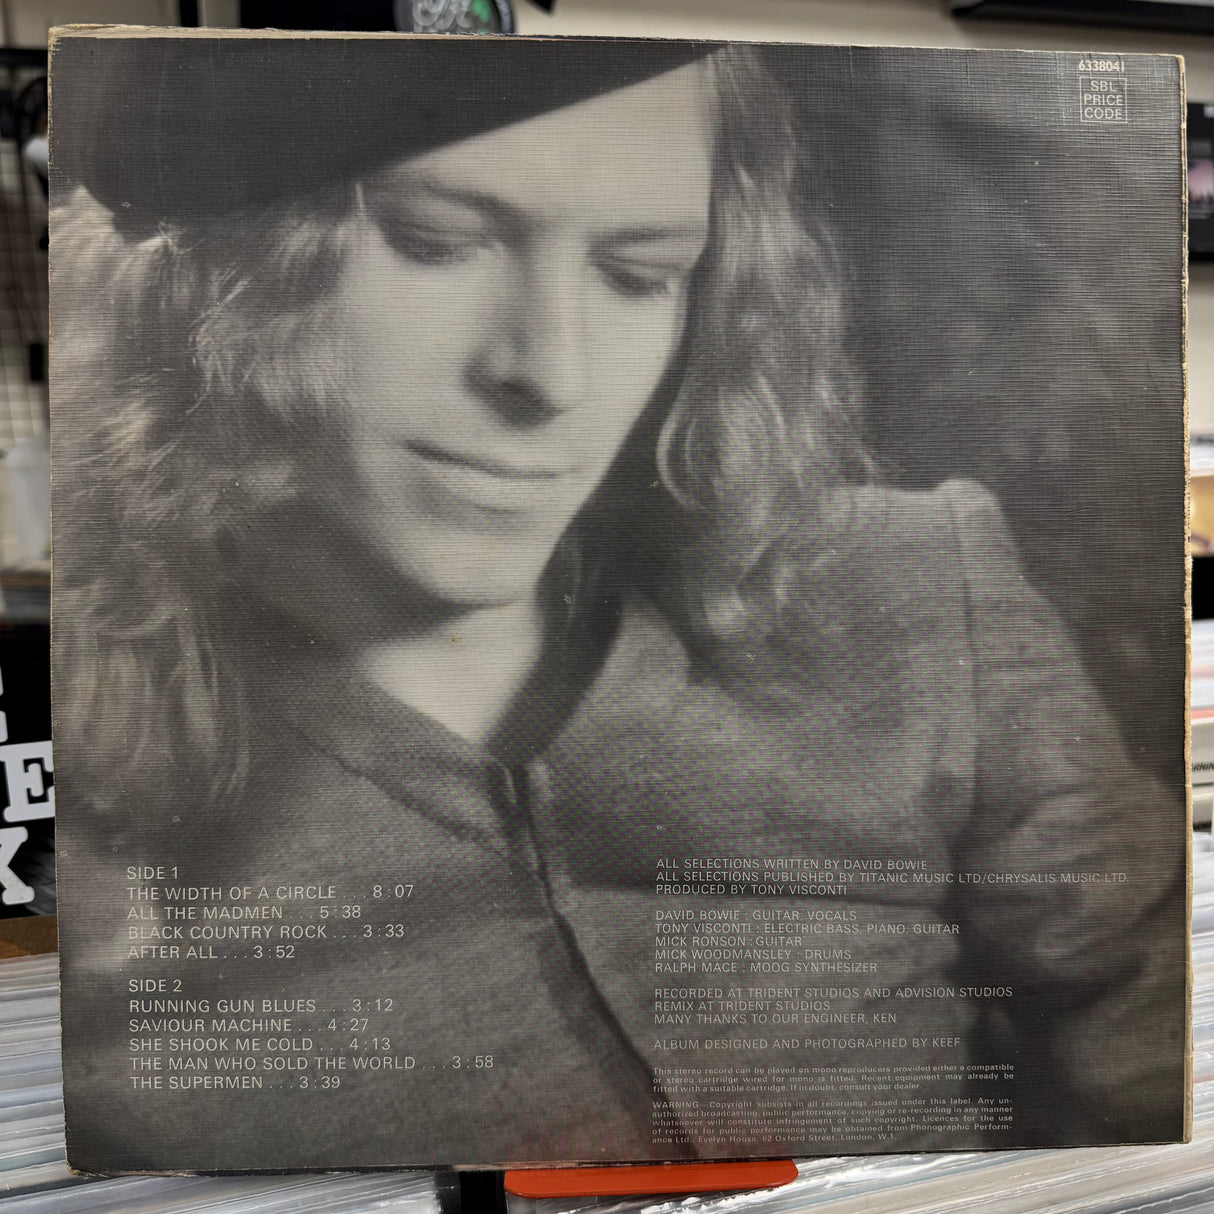 6338041
SBL
PRICE
CODE
SIDE 1
THE WIDTH OF A CIRCLE . . . 8 : 07
ALL THE MADMEN . . . 5 : 38
BLACK COUNTRY ROCK . . . 3 : 33
AFTER ALL . . . 3 : 52
SIDE 2
RUNNING GUN BLUES . . . 3 : 12
SAVIOUR MACHINE . . . 4 : 27
SHE SHOOK ME COLD . . . 4 : 13
THE MAN WHO SOLD THE WORLD . . . 3 : 58
THE SUPERMEN . . . 3 : 39
ALL SELECTIONS WRITTEN BY DAVID BOWIE
ALL SELECTIONS PUBLISHED BY TITANIC MUSIC LTD/CHRYSALIS MUSIC LTD.
PRODUCED BY TONY VISCONTI
DAVID BOWIE : GUITAR, VOCALS
TONY VISCONTI : ELECTRIC BASS, PIANO, GUITAR
MICK RONSON : GUITAR
MICK WOODMANSLEY : DRUMS
RALPH MACE : MOOG SYNTHESIZER
RECORDED AT TRIDENT STUDIOS AND ADVISION STUDIOS
REMIX AT TRIDENT STUDIOS
MANY THANKS TO OUR ENGINEER, KEN
ALBUM DESIGNED AND PHOTOGRAPHED BY KEEF
This stereo record can be played on mono reproducers provided either a compatible
or stereo cartridge wired for mono is fitted. Recent equipment may already be
fitted with a suitable cartridge. If in doubt, consult your dealer.
WARNING—Copyright subsists in all recordings issued under this label. Any un-
authorized broadcasting, public performance, copying or re-recording in any manner
whatsoever will constitute infringement of such copyright. Licences for the use
of records for public performance may be obtained from Phonographic Perform-
ance Ltd., Evelyn House, 62 Oxford Street, London, W.1.